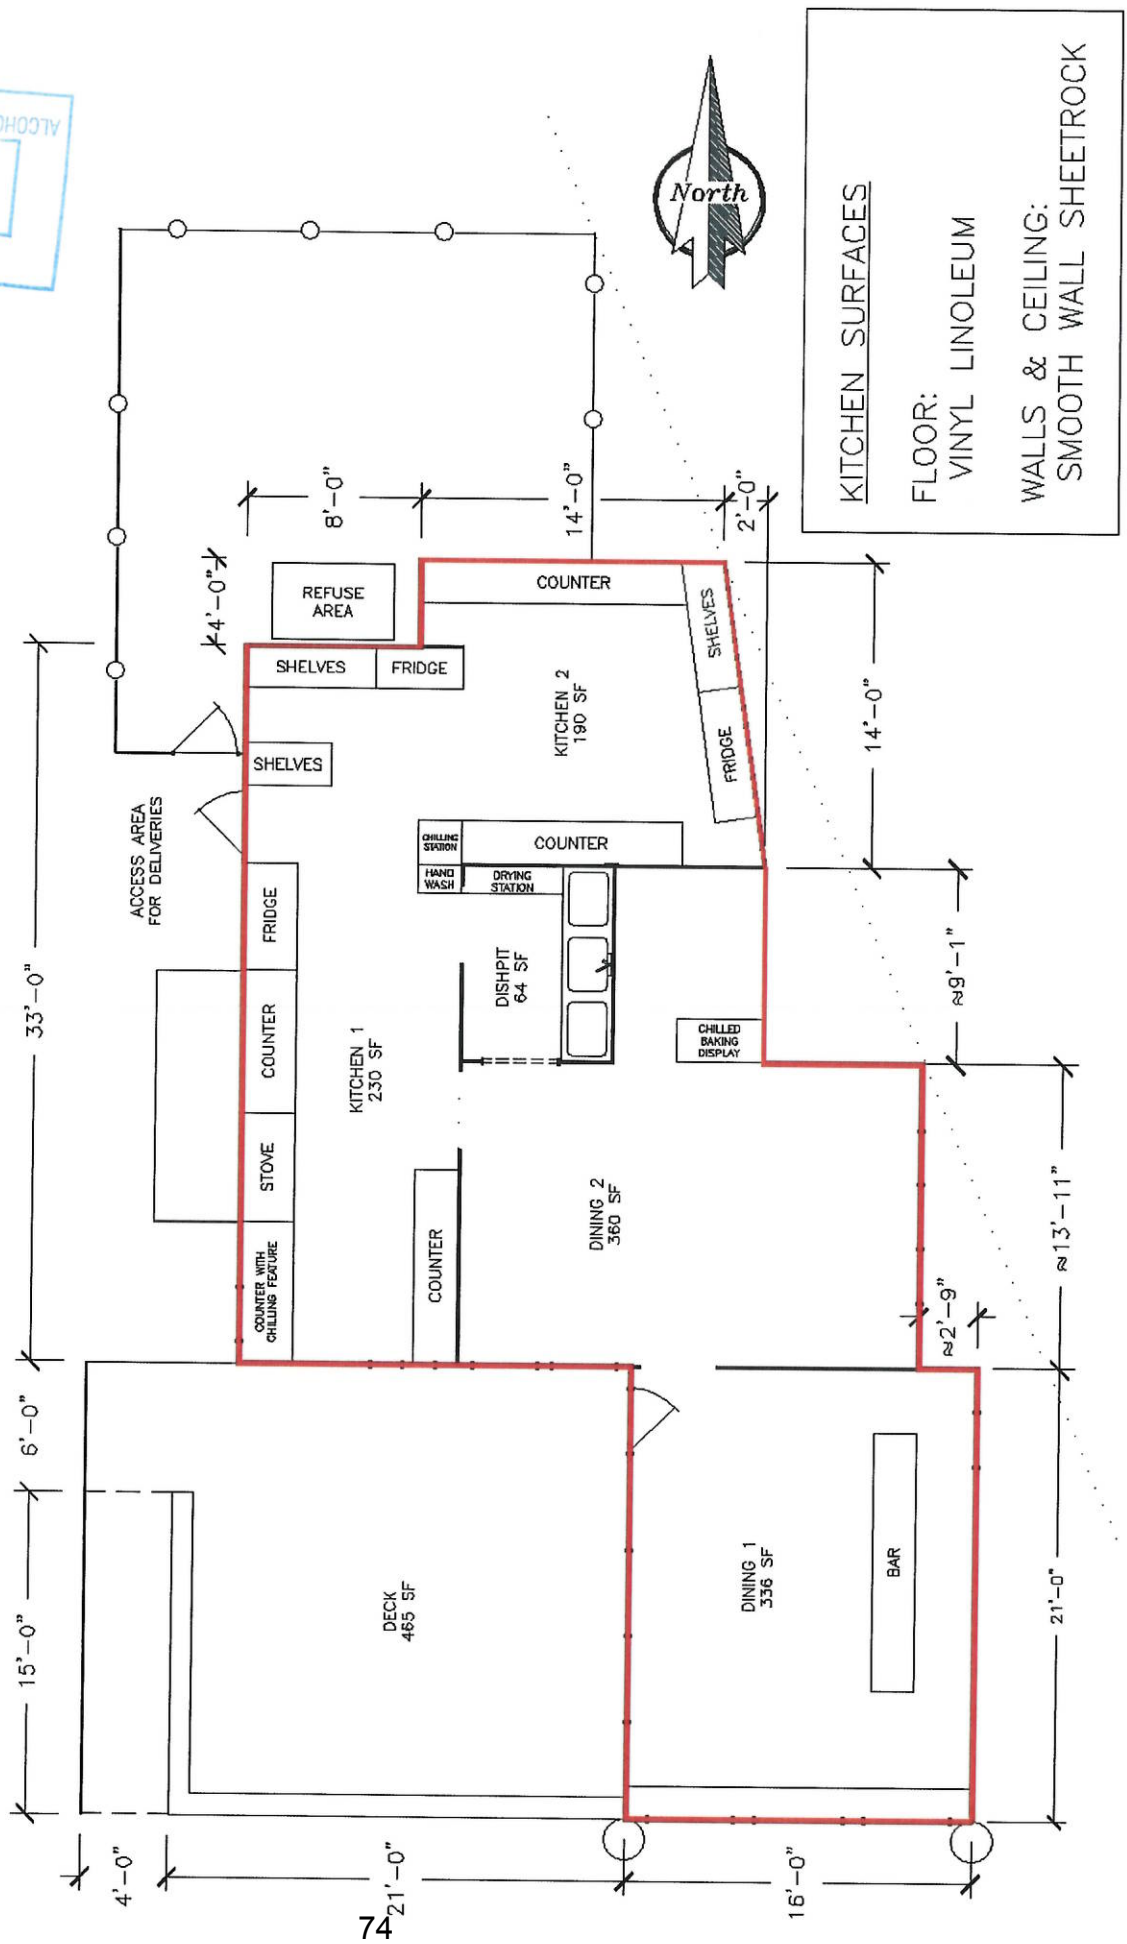 ALCOHO
North
KITCHEN SURFACES
FLOOR:
VINYL LINOLEUM
WALLS & CEILING:
SMOOTH WALL SHEETROCK
33'-0"
6'-0"
15'-0"
4'-0"
21'-0"
16'-0"
4'-0"
8'-0"
14'-0"
2'-0"
14'-0"
≈9'-1"
≈13'-11"
≈2'-9"
21'-0"
REFUSE
AREA
ACCESS AREA
FOR DELIVERIES
SHELVES
FRIDGE
SHELVES
COUNTER
SHELVES
FRIDGE
KITCHEN 2
190 SF
FRIDGE
COUNTER
STOVE
COUNTER WITH
CHILLING FEATURE
KITCHEN 1
230 SF
COUNTER
CHILLING
STATION
HAND
WASH
COUNTER
DRYING
STATION
DISHPIT
64 SF
CHILLED
BAKING
DISPLAY
DINING 2
360 SF
DECK
465 SF
DINING 1
336 SF
BAR
74